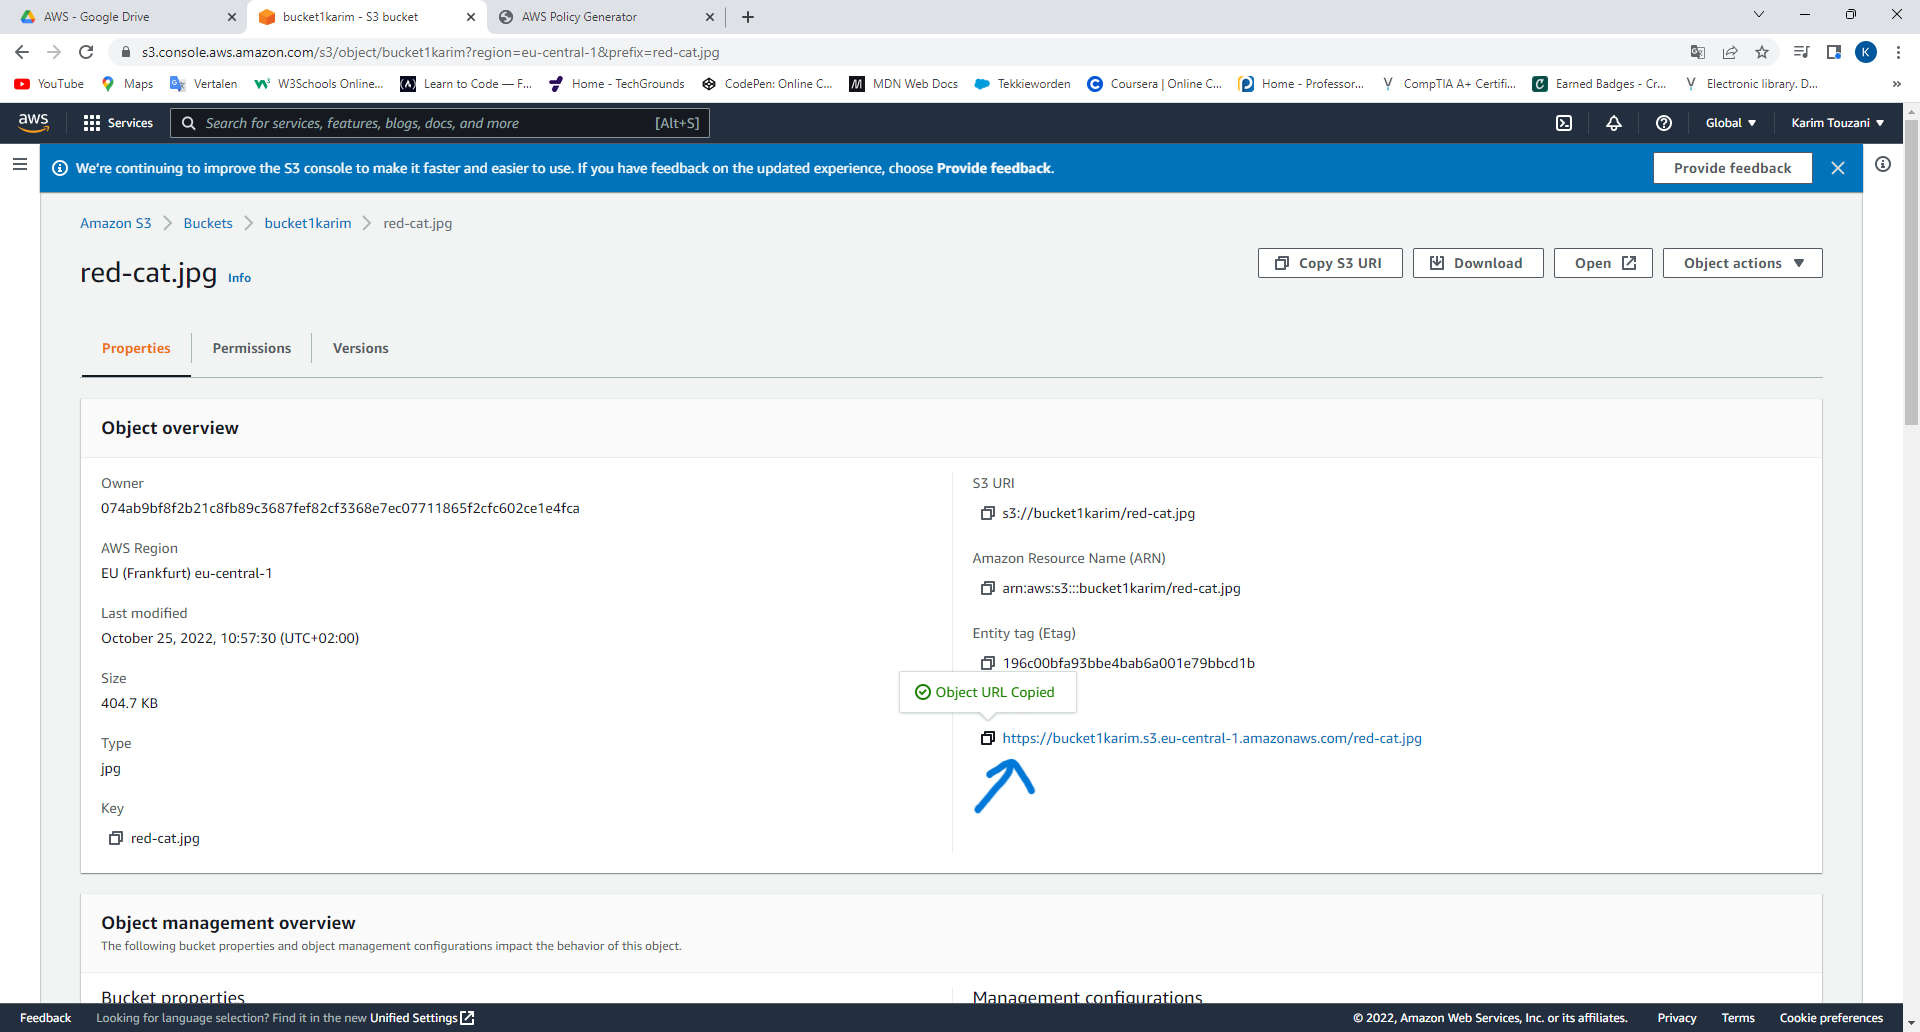 AWS - Google Drive
bucket1karim - S3 bucket
AWS Policy Generator
s3.console.aws.amazon.com/s3/object/bucket1karim?region=eu-central-1&prefix=red-cat.jpg
K
YouTube
Maps
Vertalen
W3Schools Online...
Learn to Code — F...
Home - TechGrounds
CodePen: Online C...
MDN Web Docs
Tekkieworden
Coursera | Online C...
Home - Professor...
CompTIA A+ Certifi...
Earned Badges - Cr...
Electronic library. D...
»
aws
Services
Search for services, features, blogs, docs, and more
[Alt+S]
Global
Karim Touzani
We're continuing to improve the S3 console to make it faster and easier to use. If you have feedback on the updated experience, choose Provide feedback.
Provide feedback
Amazon S3
Buckets
bucket1karim
red-cat.jpg
red-cat.jpg Info
Copy S3 URI
Download
Open
Object actions
Properties
Permissions
Versions
Object overview
Owner
074ab9bf8f2b21c8fb89c3687fef82cf3368e7ec07711865f2cfc602ce1e4fca
AWS Region
EU (Frankfurt) eu-central-1
Last modified
October 25, 2022, 10:57:30 (UTC+02:00)
Size
404.7 KB
Type
jpg
Key
red-cat.jpg
S3 URI
s3://bucket1karim/red-cat.jpg
Amazon Resource Name (ARN)
arn:aws:s3:::bucket1karim/red-cat.jpg
Entity tag (Etag)
196c00bfa93bbe4bab6a001e79bbcd1b
Object URL Copied
https://bucket1karim.s3.eu-central-1.amazonaws.com/red-cat.jpg
Object management overview
The following bucket properties and object management configurations impact the behavior of this object.
Bucket properties
Management configurations
Feedback
Looking for language selection? Find it in the new Unified Settings
© 2022, Amazon Web Services, Inc. or its affiliates.
Privacy
Terms
Cookie preferences